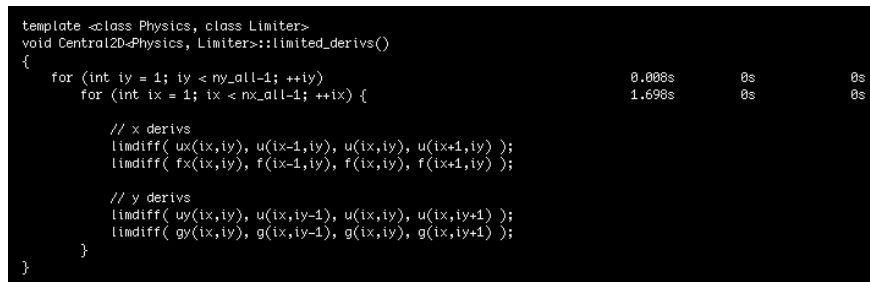 template <class Physics, class Limiter>
void Central2D<Physics, Limiter>::limited_derivs()
{
    for (int iy = 1; iy < ny_all-1; ++iy) 0.008s 0s 0s
        for (int ix = 1; ix < nx_all-1; ++ix) { 1.698s 0s 0s
            // x derivs
            limdiff( ux(ix,iy), u(ix-1,iy), u(ix,iy), u(ix+1,iy) );
            limdiff( fx(ix,iy), f(ix-1,iy), f(ix,iy), f(ix+1,iy) );
            // y derivs
            limdiff( uy(ix,iy), u(ix,iy-1), u(ix,iy), u(ix,iy+1) );
            limdiff( gy(ix,iy), g(ix,iy-1), g(ix,iy), g(ix,iy+1) );
        }
}